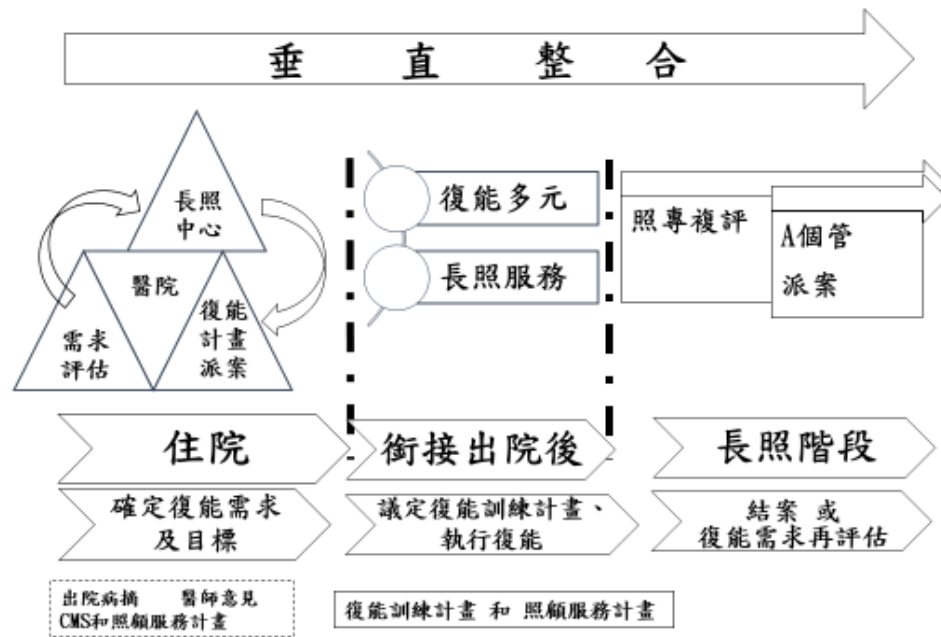 垂直整合
長照
中心
醫院
需求
評估
復能
計畫
派案
復能多元
長照服務
照專複評
A個管
派案
住院
銜接出院後
長照階段
確定復能需求
及目標
議定復能訓練計畫、
執行復能
結案 或
復能需求再評估
出院病摘 醫師意見
CMS和照顧服務計畫
復能訓練計畫 和 照顧服務計畫